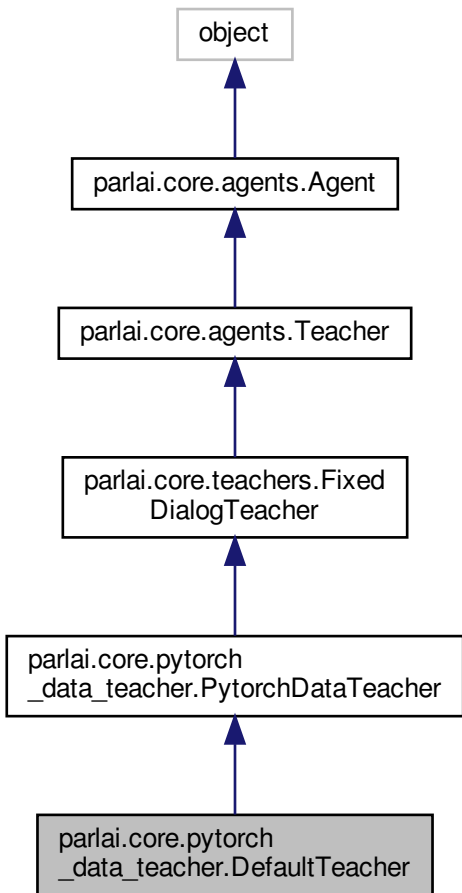 object
parlai.core.agents.Agent
parlai.core.agents.Teacher
parlai.core.teachers.Fixed
DialogTeacher
parlai.core.pytorch
_data_teacher.PytorchDataTeacher
parlai.core.pytorch
_data_teacher.DefaultTeacher